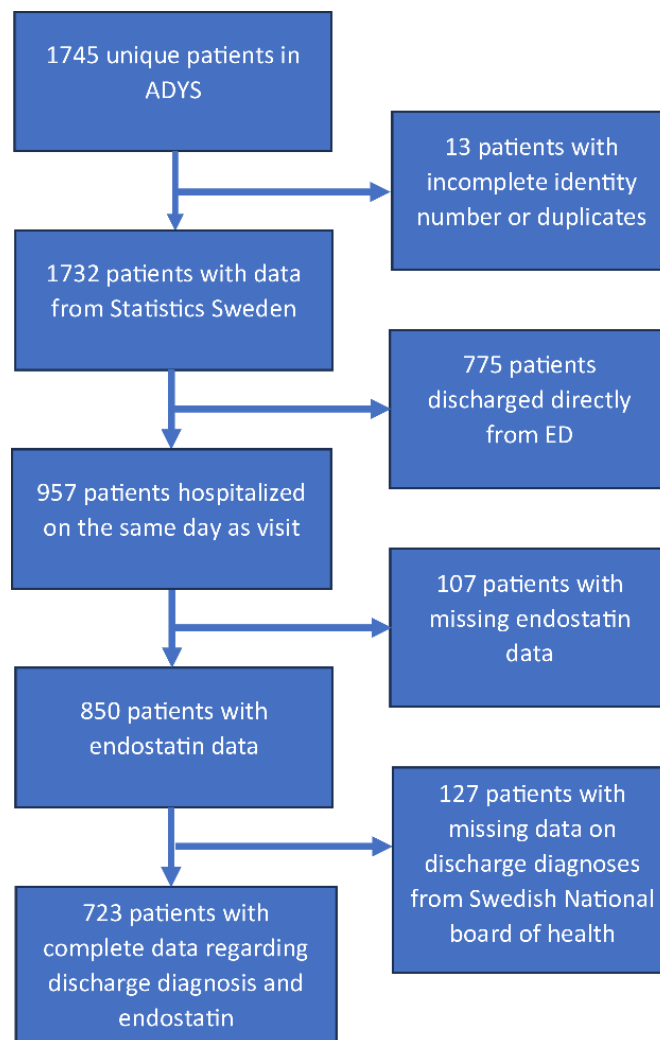 1745 unique patients in
ADYS
13 patients with
incomplete identity
number or duplicates
1732 patients with data
from Statistics Sweden
775 patients
discharged directly
from ED
957 patients hospitalized
on the same day as visit
107 patients with
missing endostatin
data
850 patients with
endostatin data
127 patients with
missing data on
discharge diagnoses
from Swedish National
board of health
723 patients with
complete data regarding
discharge diagnosis and
endostatin